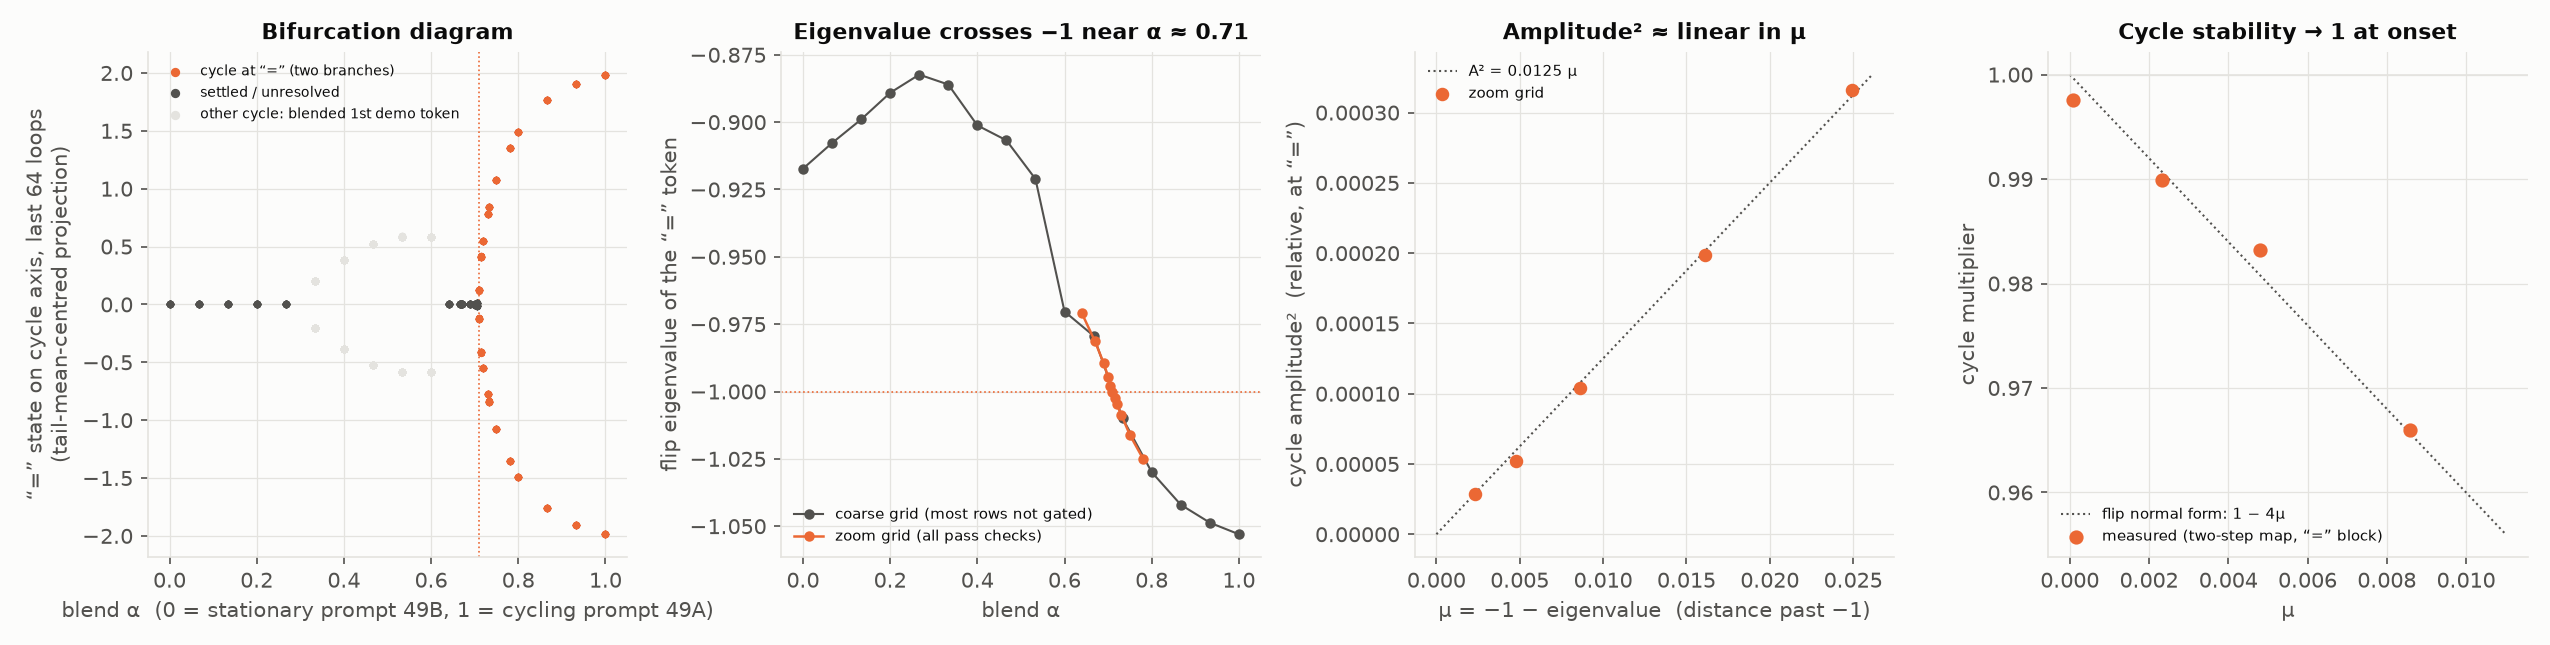 Bifurcation diagram
2.0
1.5
1.0
0.5
0.0
−0.5
−1.0
−1.5
−2.0
“=” state on cycle axis, last 64 loops
(tail-mean-centred projection)
cycle at “=” (two branches)
settled / unresolved
other cycle: blended 1st demo token
0.0 0.2 0.4 0.6 0.8 1.0
blend α (0 = stationary prompt 49B, 1 = cycling prompt 49A)
Eigenvalue crosses −1 near α ≈ 0.71
−0.875
−0.900
−0.925
−0.950
−0.975
−1.000
−1.025
−1.050
flip eigenvalue of the “=” token
coarse grid (most rows not gated)
zoom grid (all pass checks)
0.0 0.2 0.4 0.6 0.8 1.0
blend α
Amplitude² ≈ linear in μ
0.00030
0.00025
0.00020
0.00015
0.00010
0.00005
0.00000
cycle amplitude² (relative, at “=”)
A² = 0.0125 μ
zoom grid
0.000 0.005 0.010 0.015 0.020 0.025
μ = −1 − eigenvalue (distance past −1)
Cycle stability → 1 at onset
1.00
0.99
0.98
0.97
0.96
cycle multiplier
flip normal form: 1 − 4μ
measured (two-step map, “=” block)
0.000 0.002 0.004 0.006 0.008 0.010
μ